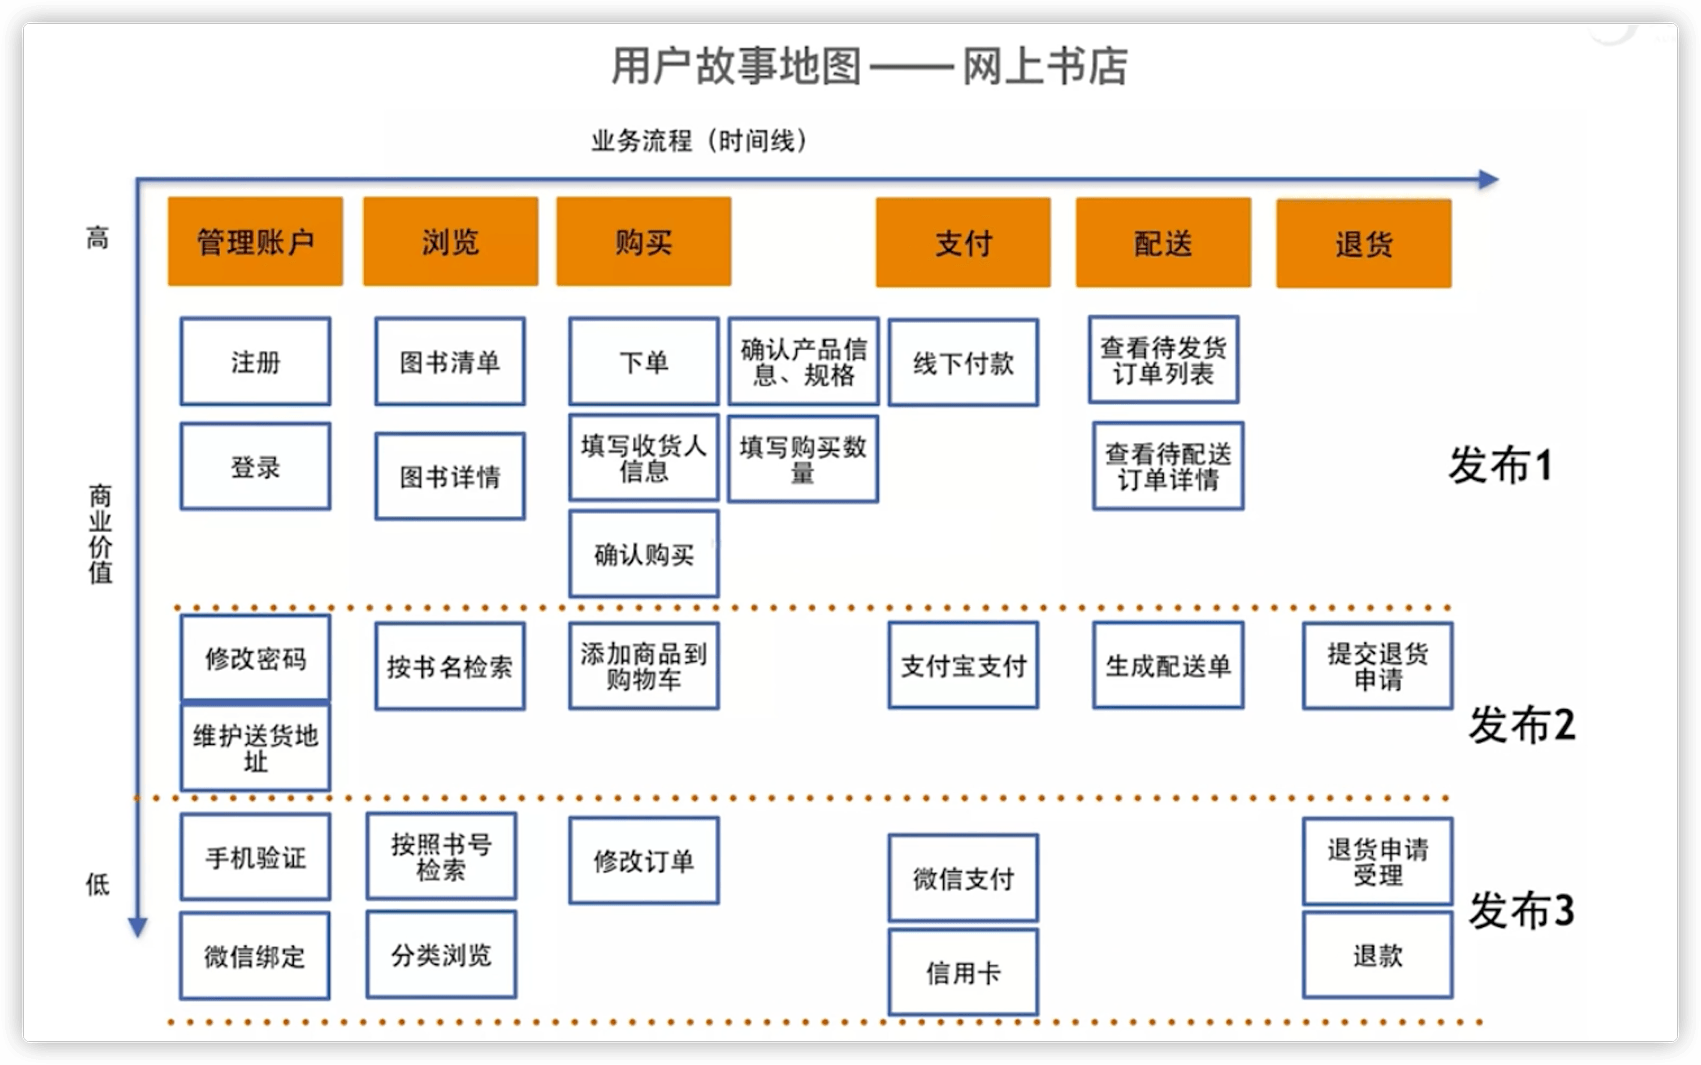 用户故事地图——网上书店
业务流程（时间线）
高
管理账户
浏览
购买
支付
配送
退货
注册
图书清单
下单
确认产品信
息、规格
线下付款
查看待发货
订单列表
登录
图书详情
填写收货人
信息
填写购买数
量
查看待配送
订单详情
发布1
商业价值
确认购买
修改密码
按书名检索
添加商品到
购物车
支付宝支付
生成配送单
提交退货
申请
维护送货地
址
发布2
低
手机验证
按照书号
检索
修改订单
微信支付
退货申请
受理
发布3
微信绑定
分类浏览
信用卡
退款